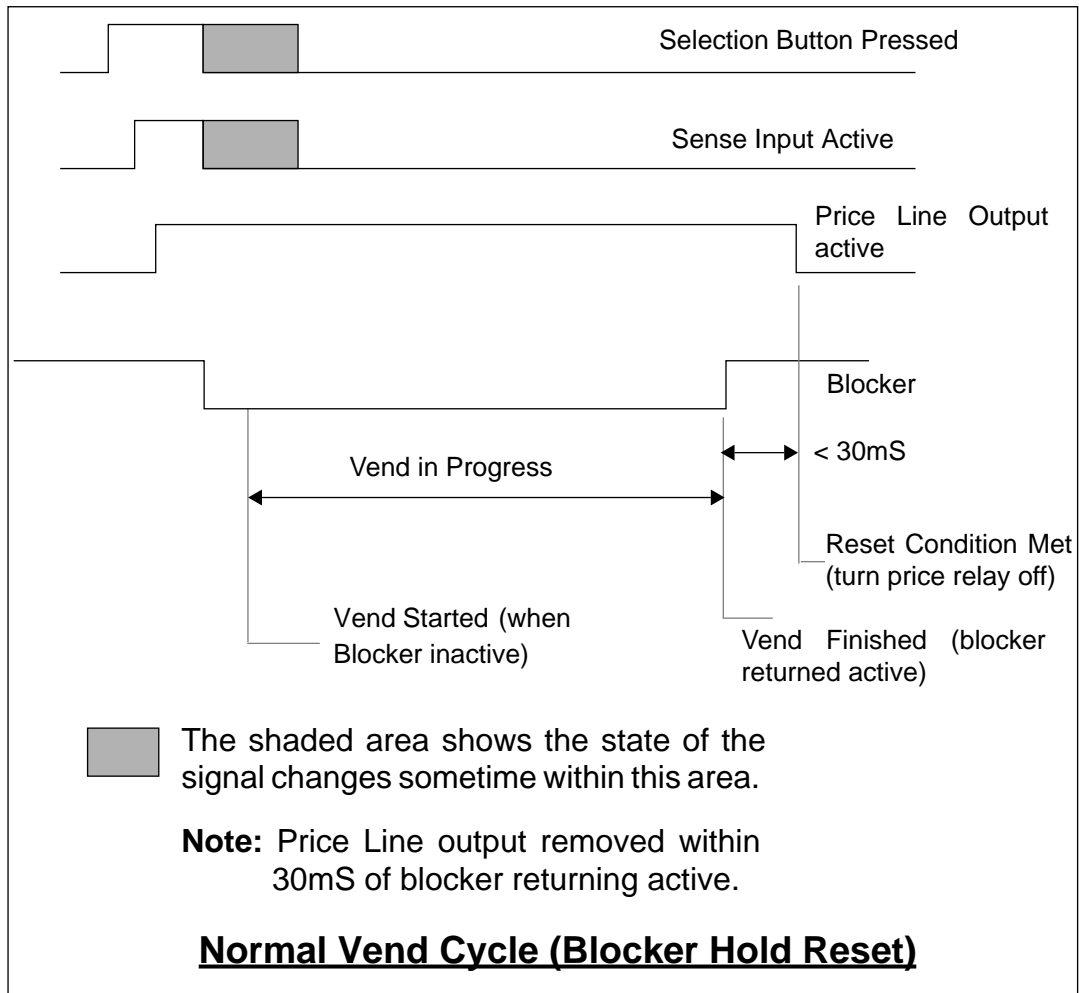 Selection Button Pressed
Sense Input Active
Price Line Output
active
Blocker
< 30mS
Vend in Progress
Reset Condition Met
(turn price relay off)
Vend Started (when
Blocker inactive)
Vend Finished (blocker
returned active)
The shaded area shows the state of the
signal changes sometime within this area.
Note: Price Line output removed within
30mS of blocker returning active.
Normal Vend Cycle (Blocker Hold Reset)